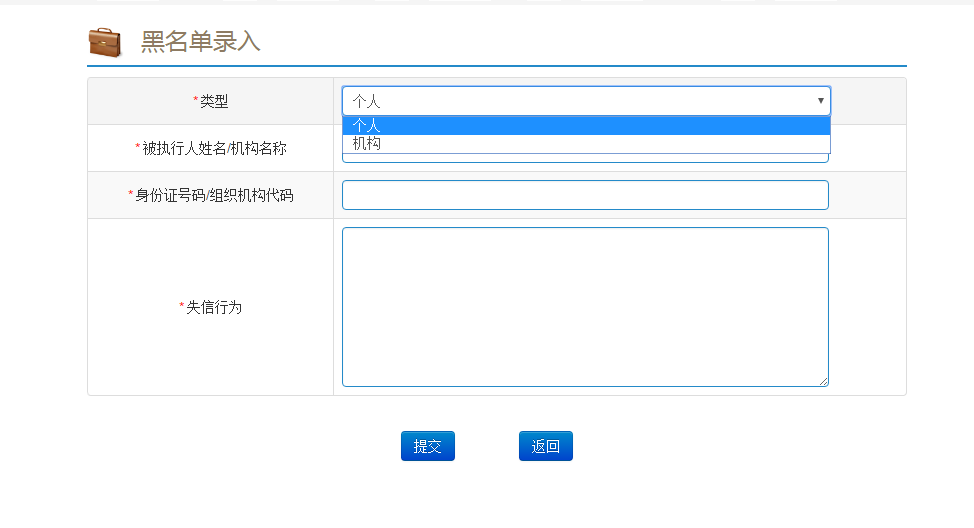 黑名单录入
*类型
个人
个人
机构
*被执行人姓名/机构名称
*身份证号码/组织机构代码
*失信行为
提交 返回